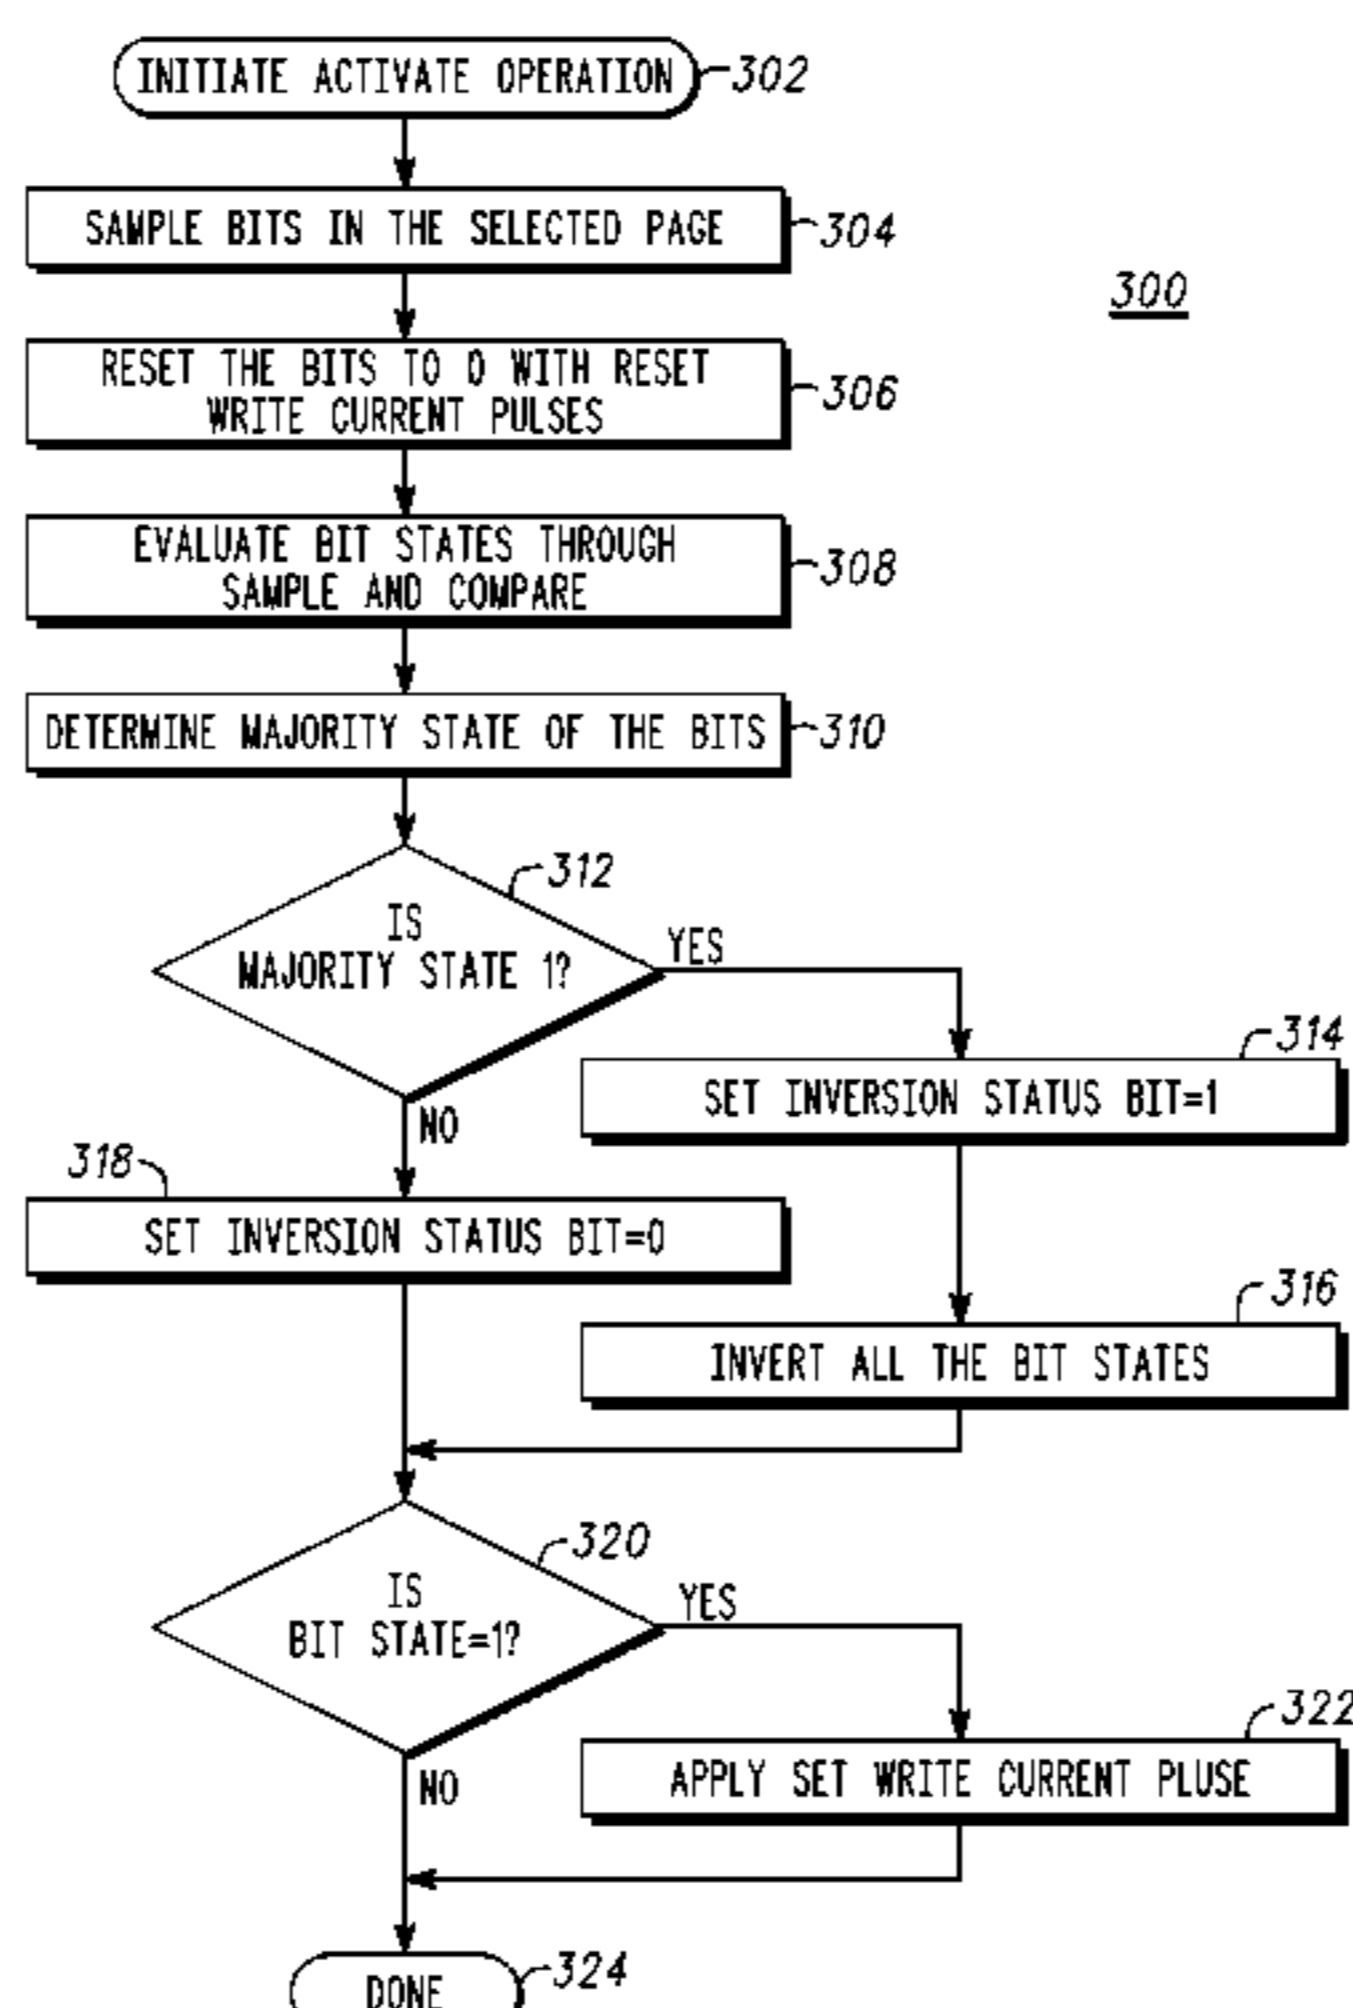 INITIATE ACTIVATE OPERATION 302
SAMPLE BITS IN THE SELECTED PAGE 304
300
RESET THE BITS TO 0 WITH RESET
WRITE CURRENT PULSES
306
EVALUATE BIT STATES THROUGH
SAMPLE AND COMPARE
308
DETERMINE MAJORITY STATE OF THE BITS 310
312
IS
MAJORITY STATE 1?
YES
NO
314
SET INVERSION STATUS BIT=1
318
SET INVERSION STATUS BIT=0
316
INVERT ALL THE BIT STATES
320
IS
BIT STATE=1?
YES
NO
322
APPLY SET WRITE CURRENT PLUSE
DONE 324